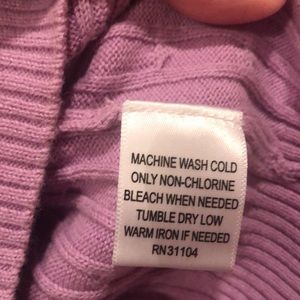 MACHINE WASH COLD
ONLY NON-CHLORINE
BLEACH WHEN NEEDED
TUMBLE DRY LOW
WARM IRON IF NEEDED
RN31104